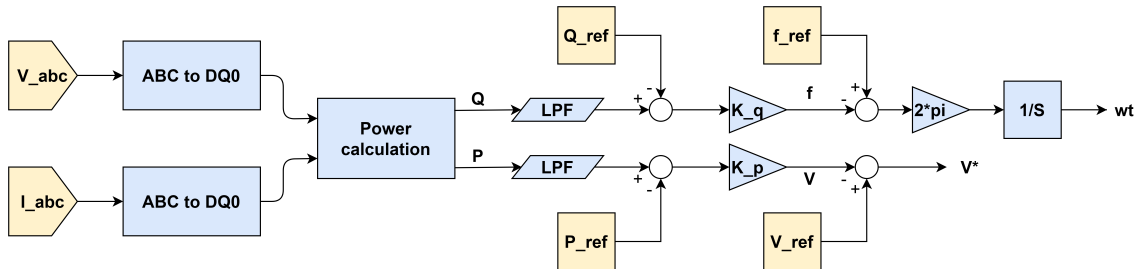 Q_ref
f_ref
V_abc
ABC to DQ0
-
+
f
Q
LPF
+
K_q
-
2*pi
1/S
wt
Power
calculation
P
LPF
+
-
K_p
V
-
+
V*
I_abc
ABC to DQ0
P_ref
V_ref